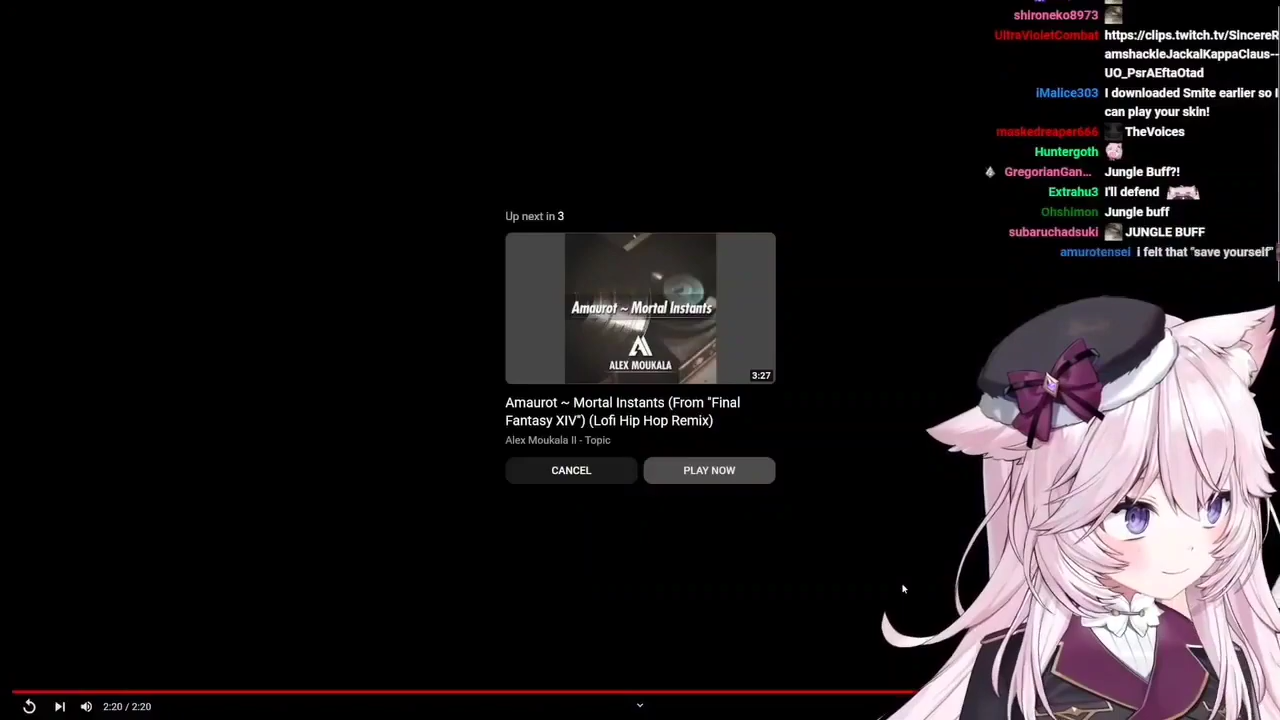 shironeko8973
UltraVioletCombat https://clips.twitch.tv/SincereR
amshackleJackalKappaClaus--
UO_PsrAEftaOtad
iMalice303 I downloaded Smite earlier so I
can play your skin!
maskedreaper666 TheVoices
Huntergoth
GregorianGan... Jungle Buff?!
Extrahu3 I'll defend
Ohshimon Jungle buff
subaruchadsuki JUNGLE BUFF
amurotensei i felt that "save yourself"
Up next in 3
Amaurot ~ Mortal Instants
ALEX MOUKALA
3:27
Amaurot ~ Mortal Instants (From "Final
Fantasy XIV") (Lofi Hip Hop Remix)
Alex Moukala II - Topic
CANCEL PLAY NOW
2:20 / 2:20